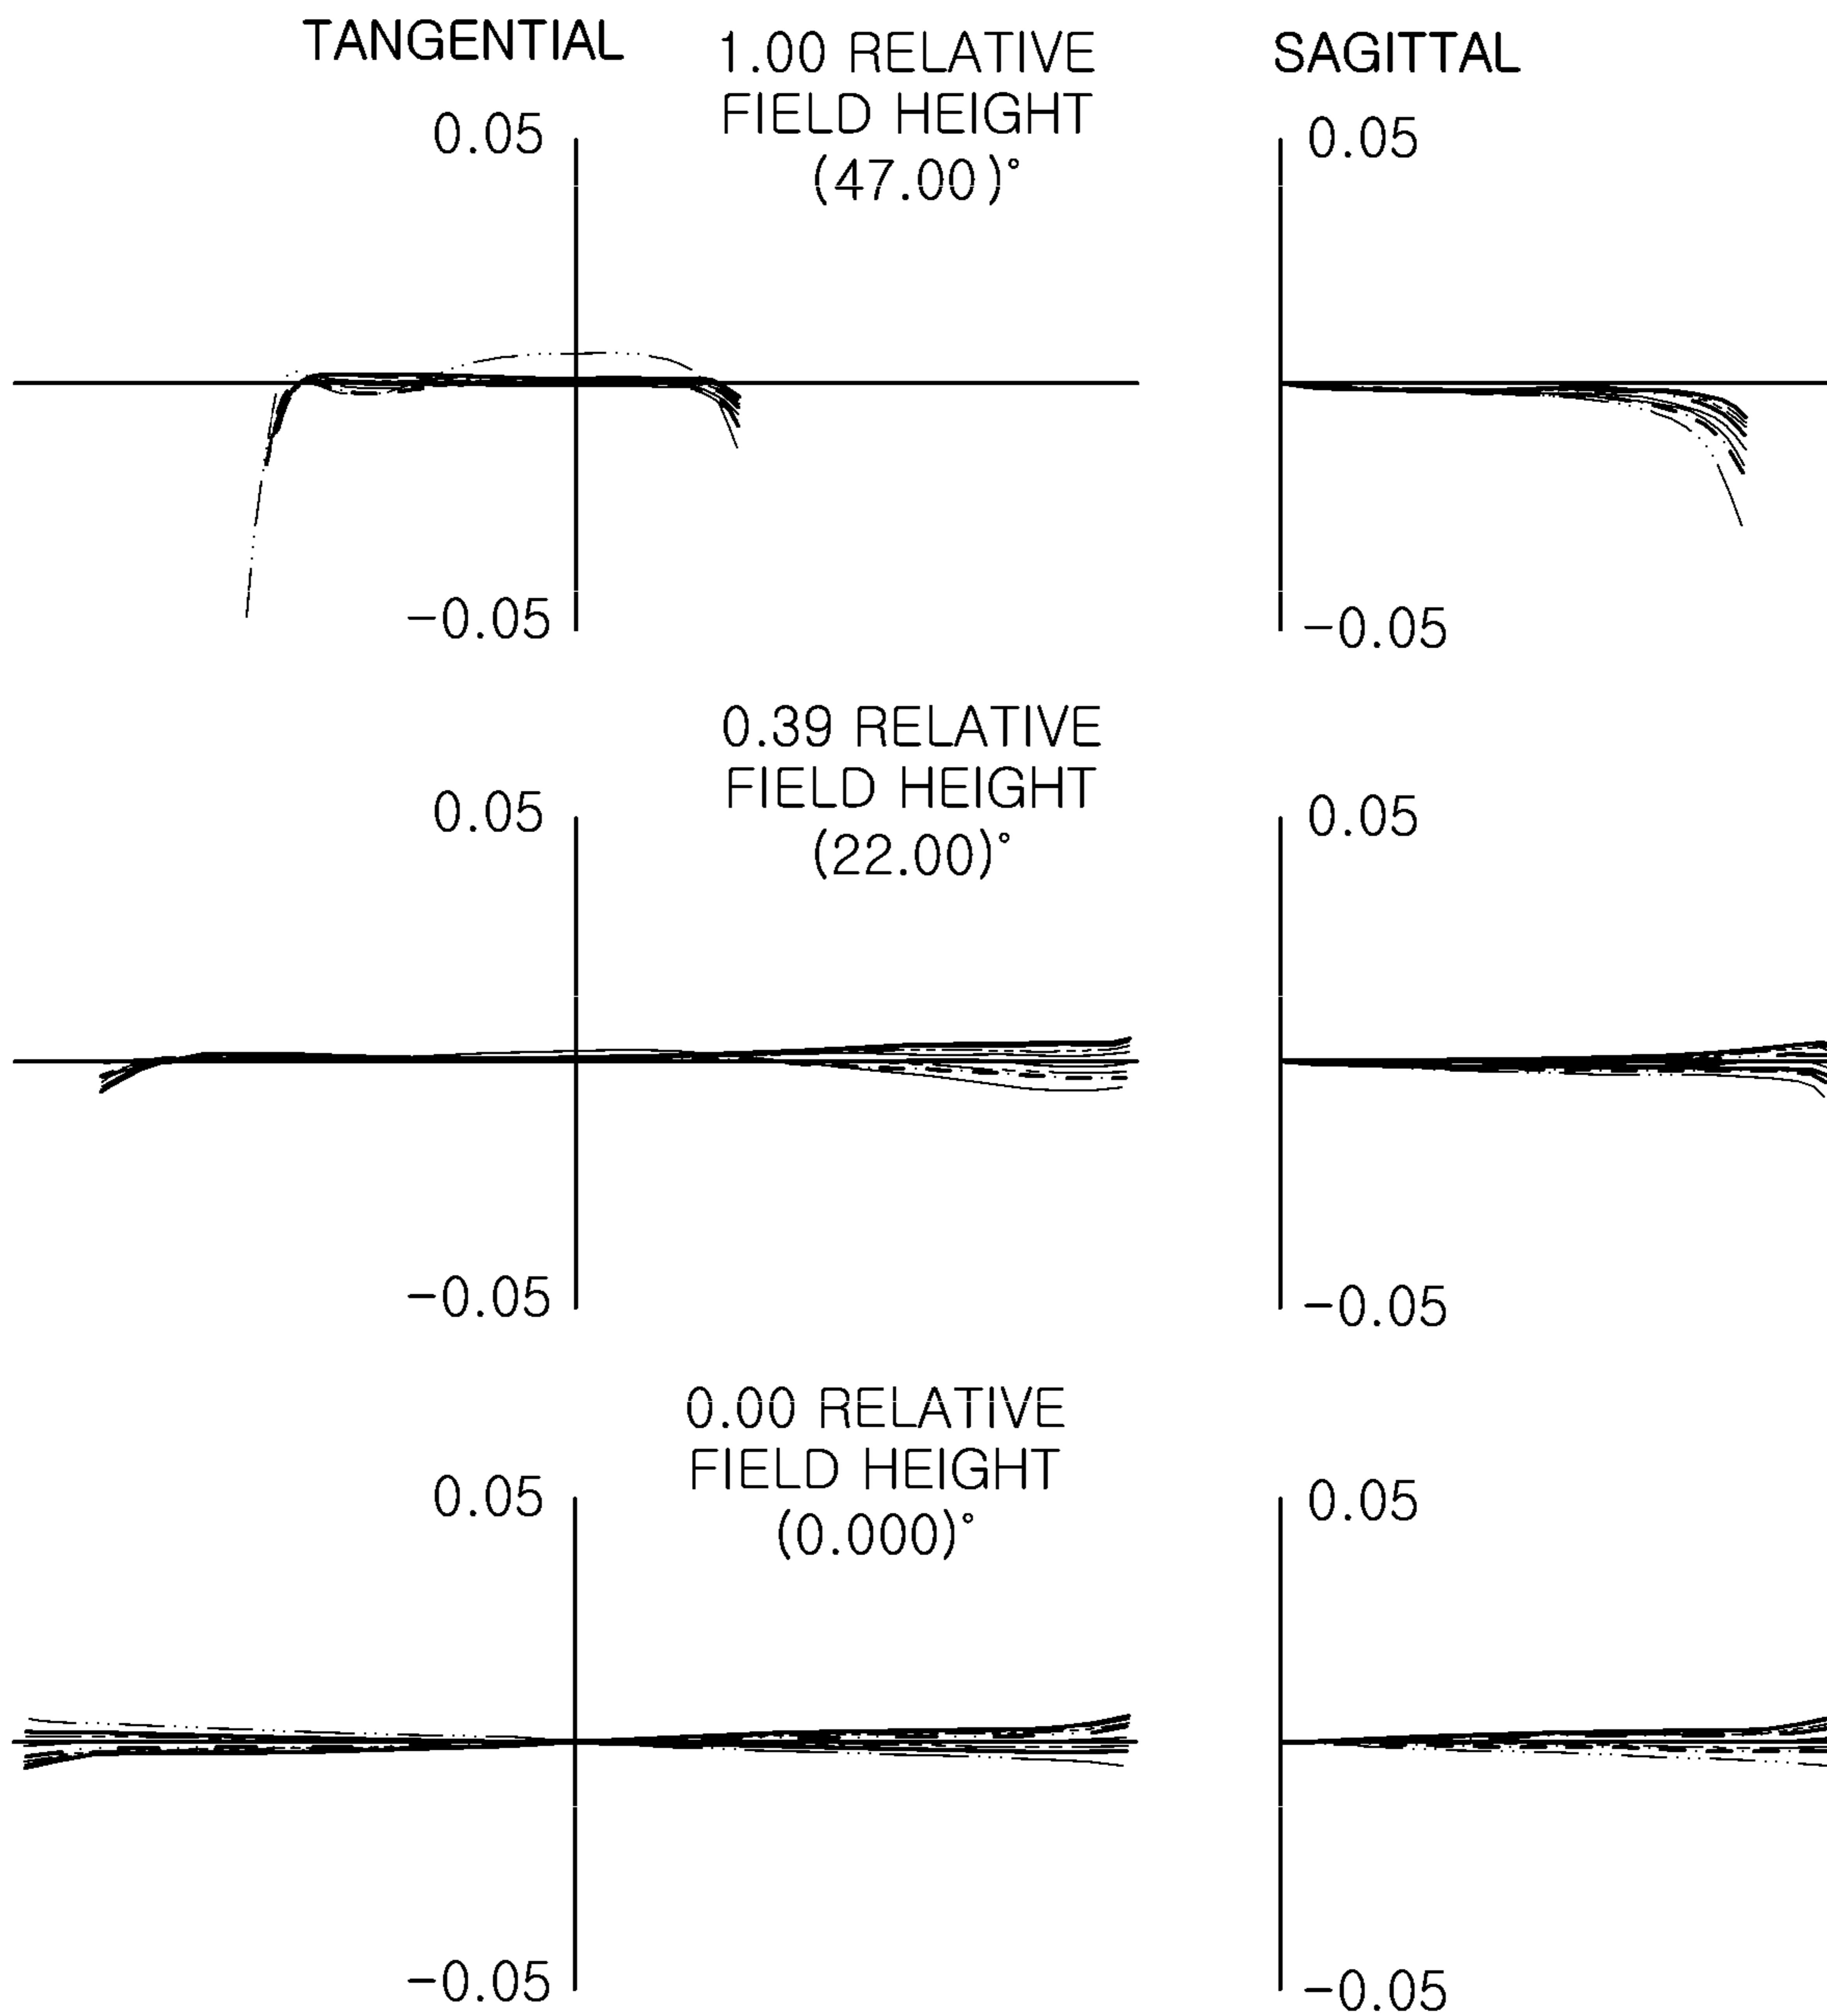 TANGENTIAL
1.00 RELATIVE
FIELD HEIGHT
(47.00)°
SAGITTAL
0.05
0.05
-0.05
-0.05
0.39 RELATIVE
FIELD HEIGHT
(22.00)°
0.05
0.05
-0.05
-0.05
0.00 RELATIVE
FIELD HEIGHT
(0.000)°
0.05
0.05
-0.05
-0.05